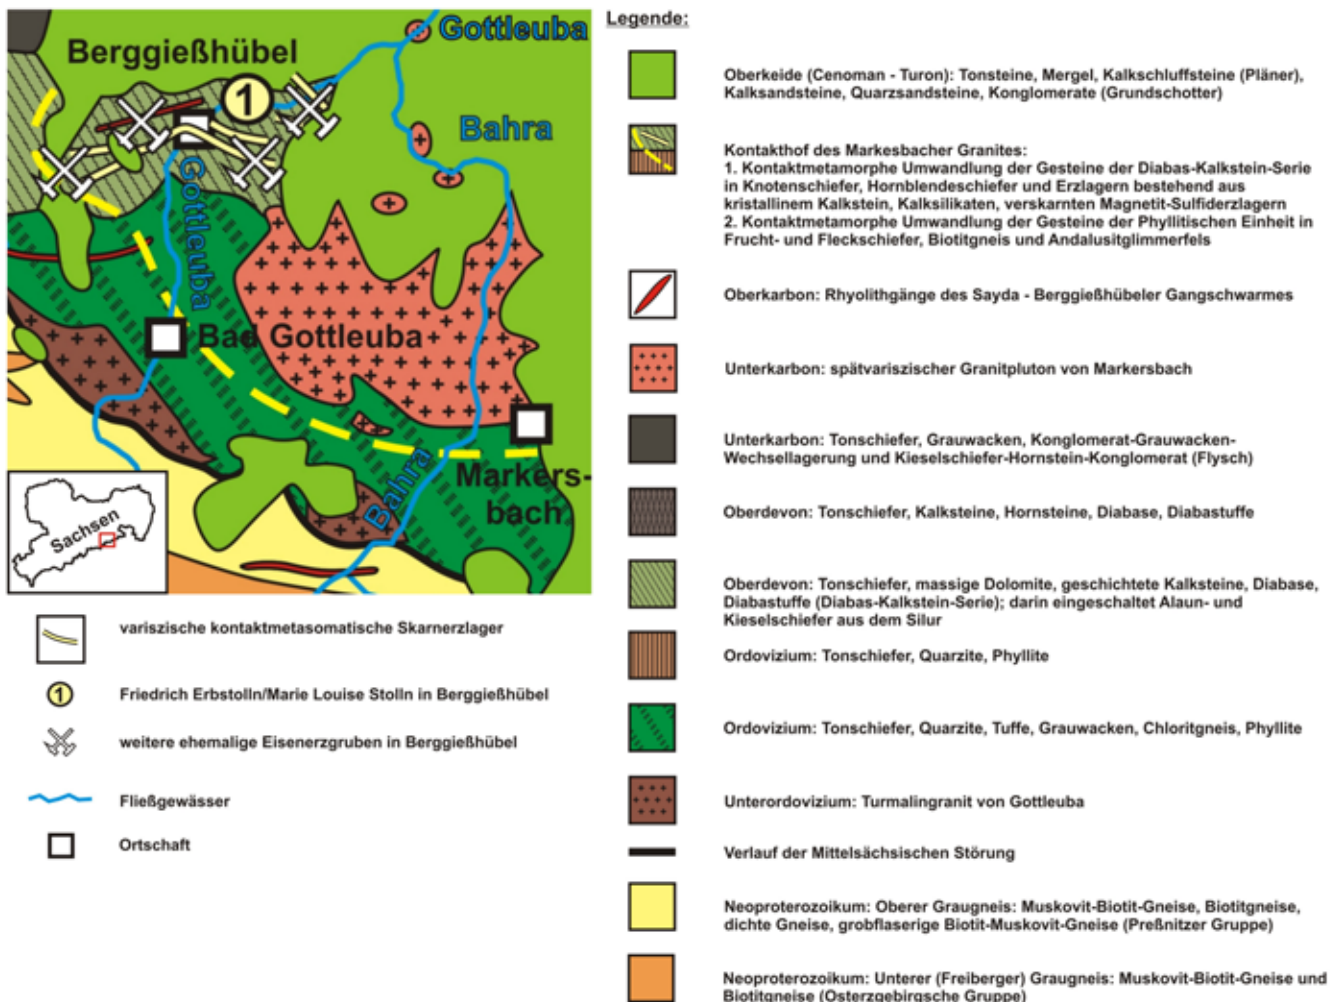 Gottleuba
Berggießhübel
1
Bahra
Gottleuba
Bad Gottleuba
Bahra
Markers-
bach
Sachsen
variszische kontaktmetasomatische Skarnerzlager
1
Friedrich Erbstolln/Marie Louise Stolln in Berggießhübel
weitere ehemalige Eisenerzgruben in Berggießhübel
Fließgewässer
Ortschaft
Legende:
Oberkeide (Cenoman - Turon): Tonsteine, Mergel, Kalkschluffsteine (Pläner),
Kalksandsteine, Quarzsandsteine, Konglomerate (Grundschotter)
Kontakthof des Markesbacher Granites:
1. Kontaktmetamorphe Umwandlung der Gesteine der Diabas-Kalkstein-Serie
in Knotenschiefer, Hornblendeschiefer und Erzlagern bestehend aus
kristallinem Kalkstein, Kalksilikaten, verskarnten Magnetit-Sulfiderzlagern
2. Kontaktmetamorphe Umwandlung der Gesteine der Phyllitischen Einheit in
Frucht- und Fleckschiefer, Biotitgneis und Andalusitglimmerfels
Oberkarbon: Rhyolithgänge des Sayda - Berggießhübeler Gangschwarmes
Unterkarbon: spätvariszischer Granitpluton von Markersbach
Unterkarbon: Tonschiefer, Grauwacken, Konglomerat-Grauwacken-
Wechsellagerung und Kieselschiefer-Hornstein-Konglomerat (Flysch)
Oberdevon: Tonschiefer, Kalksteine, Hornsteine, Diabase, Diabastuffe
Oberdevon: Tonschiefer, massige Dolomite, geschichtete Kalksteine, Diabase,
Diabastuffe (Diabas-Kalkstein-Serie); darin eingeschaltet Alaun- und
Kieselschiefer aus dem Silur
Ordovizium: Tonschiefer, Quarzite, Phyllite
Ordovizium: Tonschiefer, Quarzite, Tuffe, Grauwacken, Chloritgneis, Phyllite
Unterordovizium: Turmalingranit von Gottleuba
Verlauf der Mittelsächsischen Störung
Neoproterozoikum: Oberer Graugneis: Muskovit-Biotit-Gneise, Biotitgneise,
dichte Gneise, grobflaserige Biotit-Muskovit-Gneise (Preßnitzer Gruppe)
Neoproterozoikum: Unterer (Freiberger) Graugneis: Muskovit-Biotit-Gneise und
Biotitgneise (Osterzgebirgsche Gruppe)